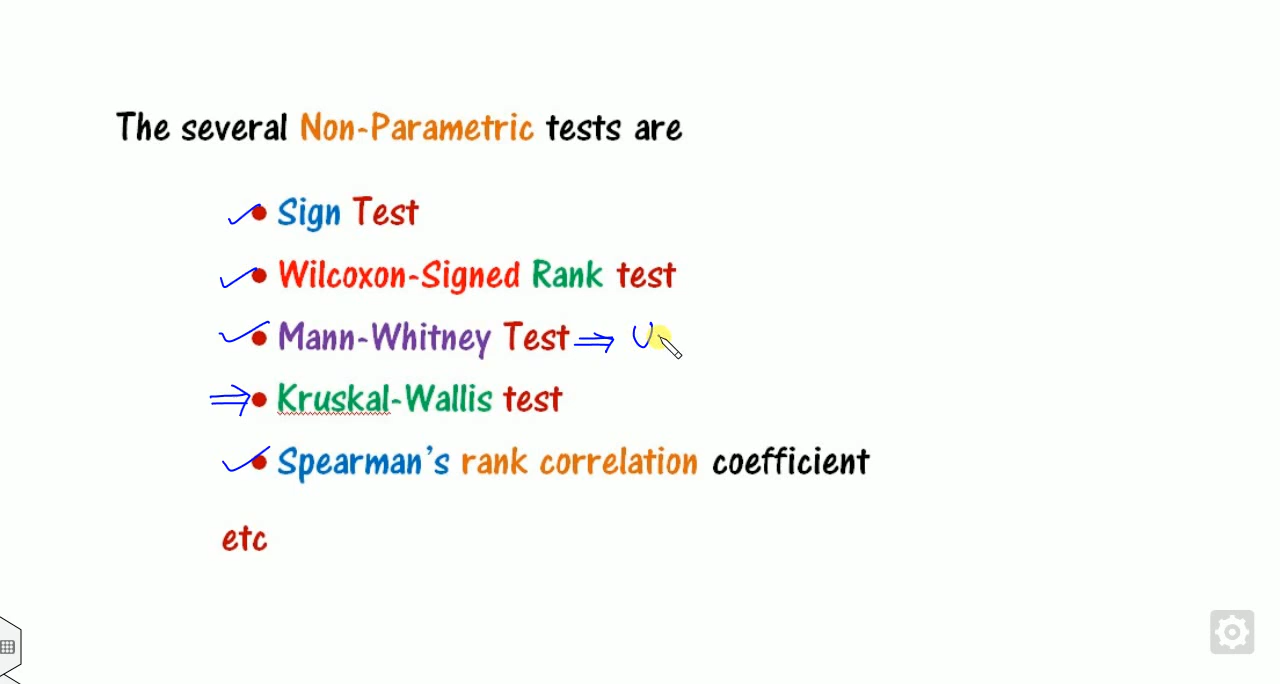 The several Non-Parametric tests are
• Sign Test
• Wilcoxon-Signed Rank test
• Mann-Whitney Test ⇒ U
• Kruskal-Wallis test
• Spearman's rank correlation coefficient
etc